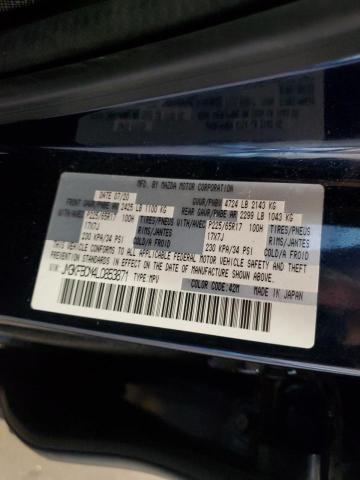 MFD. BY MAZDA MOTOR CORPORATION
DATE 07/20 GVWR/PNBV 4724 LB 2143 KG
FRONT GAWR/PBE AV 2425 LB 1100 KG REAR GAWR/PBE AR 2299 LB 1043 KG
WITH/AVEC P225/65R17 100H TIRES/PNEUS WITH/AVEC P225/65R17 100H TIRES/PNEUS
17X7J RIMS/JANTES 17X7J RIMS/JANTES
230 KPA/34 PSI COLD/A FROID 230 KPA/34 PSI COLD/A FROID
THIS VEHICLE CONFORMS TO ALL APPLICABLE FEDERAL MOTOR VEHICLE SAFETY,
BUMPER, AND THEFT PREVENTION STANDARDS IN EFFECT ON THE DATE OF
MANUFACTURE SHOWN ABOVE.
TYPE: MPV COLOR CODE: 42M MADE IN JAPAN